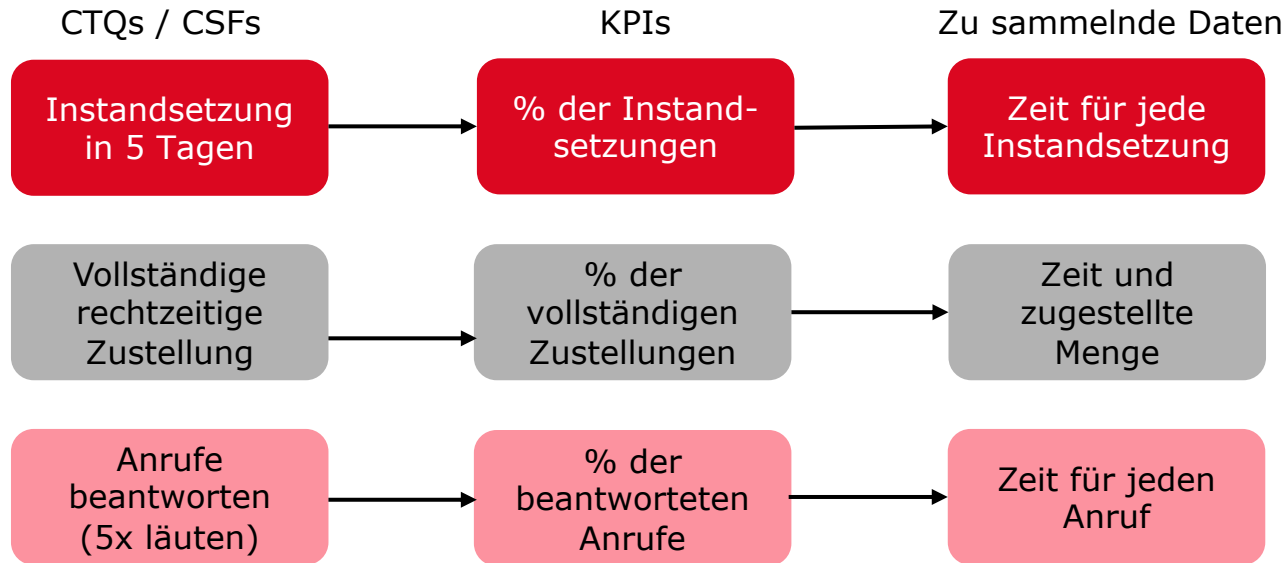 CTQs / CSFs
KPIs
Zu sammelnde Daten
Instandsetzung
in 5 Tagen
% der Instand-
setzungen
Zeit für jede
Instandsetzung
Vollständige
rechtzeitige
Zustellung
% der
vollständigen
Zustellungen
Zeit und
zugestellte
Menge
Anrufe
beantworten
(5x läuten)
% der
beantworteten
Anrufe
Zeit für jeden
Anruf